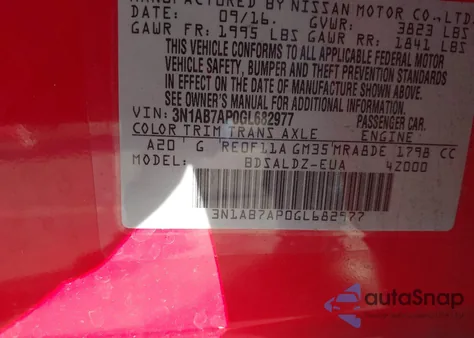 MANUFACTURED BY NISSAN MOTOR CO., LTD
DATE: 09/16. GVWR: 3823 LBS
GAWR FR: 1995 LBS GAWR RR: 1841 LBS
THIS VEHICLE CONFORMS TO ALL APPLICABLE FEDERAL MOTOR
VEHICLE SAFETY, BUMPER AND THEFT PREVENTION STANDARDS
IN EFFECT ON THE DATE OF MANUFACTURE SHOWN ABOVE.
SEE OWNERS MANUAL FOR ADDITIONAL INFORMATION.
VIN: 3N1AB7AP0GL682977 PASSENGER CAR.
COLOR TRIM TRANS AXLE ENGINE
A20 G RE0F11A GM35 MRA8DE 1798 CC
MODEL: BDSALDZ-EUA 4Z000
3N1AB7AP0GL682977
autoSnap